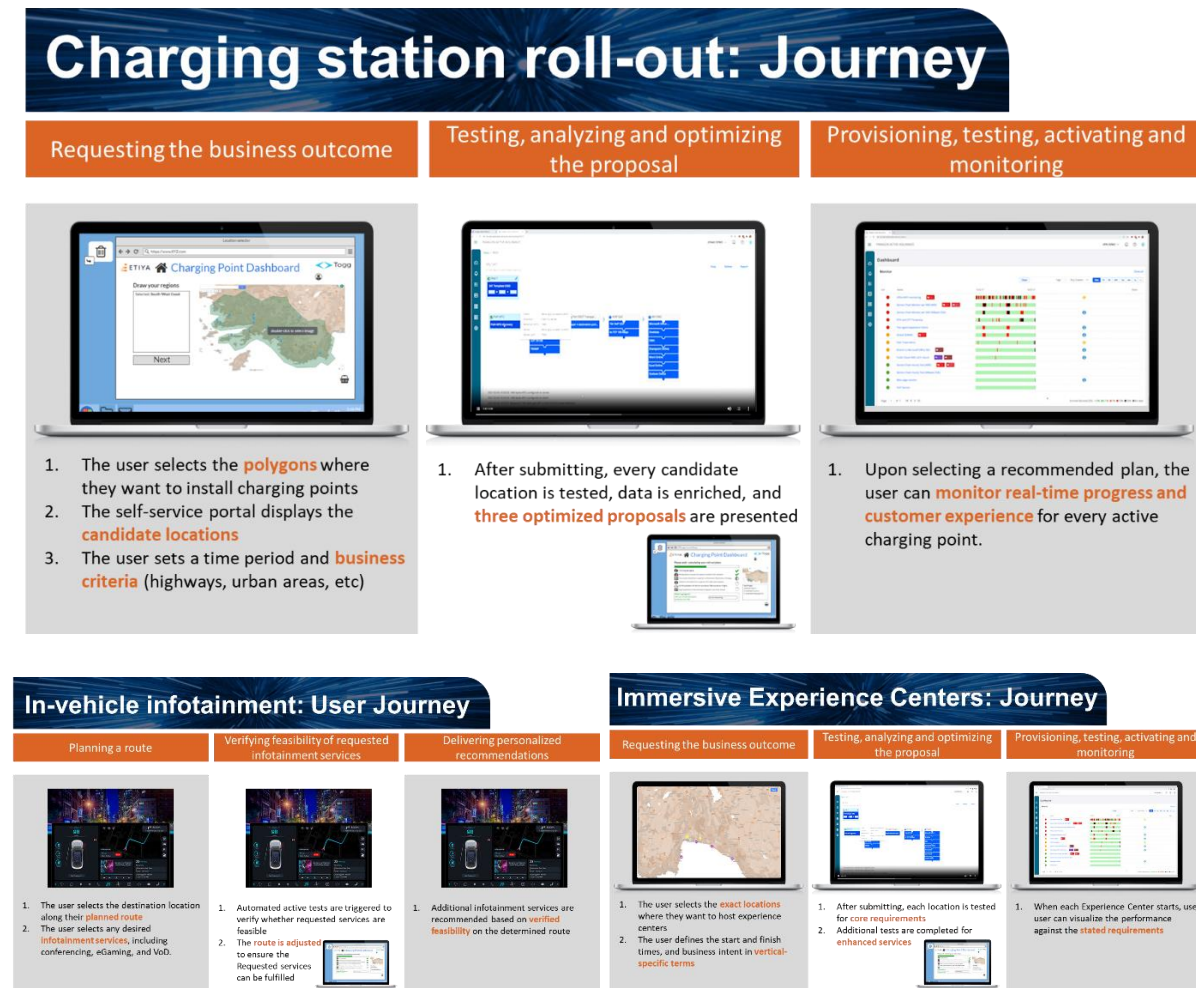 Charging station roll-out: Journey
Requesting the business outcome
Testing, analyzing and optimizing
the proposal
Provisioning, testing, activating and
monitoring
ETIYA
Charging Point Dashboard
Togg
Draw your regions
Next
Dashboard
1. The user selects the polygons where
they want to install charging points
2. The self-service portal displays the
candidate locations
3. The user sets a time period and business
criteria (highways, urban areas, etc)
1. After submitting, every candidate
location is tested, data is enriched, and
three optimized proposals are presented
Charging Point Dashboard
1. Upon selecting a recommended plan, the
user can monitor real-time progress and
customer experience for every active
charging point.
In-vehicle infotainment: User Journey
Planning a route
Verifying feasibility of requested
infotainment services
Delivering personalized
recommendations
1. The user selects the destination location
along their planned route
2. The user selects any desired
infotainment services, including
conferencing, eGaming, and VoD.
1. Automated active tests are triggered to
verify whether requested services are
feasible
2. The route is adjusted
to ensure the
Requested services
can be fulfilled
1. Additional infotainment services are
recommended based on verified
feasibility on the determined route
Immersive Experience Centers: Journey
Requesting the business outcome
Testing, analyzing and optimizing
the proposal
Provisioning, testing, activating and
monitoring
1. The user selects the exact locations
where they want to host experience
centers
2. The user defines the start and finish
times, and business intent in vertical-
specific terms
1. After submitting, each location is tested
for core requirements
2. Additional tests are completed for
enhanced services
1. When each Experience Center starts, use
user can visualize the performance
against the stated requirements